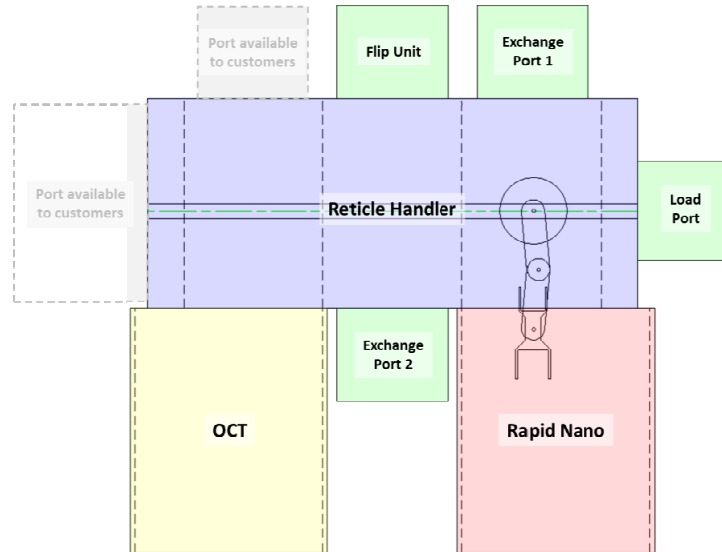 Port available
to customers
Flip Unit
Exchange
Port 1
Port available
to customers
Reticle Handler
Load
Port
Exchange
Port 2
OCT
Rapid Nano